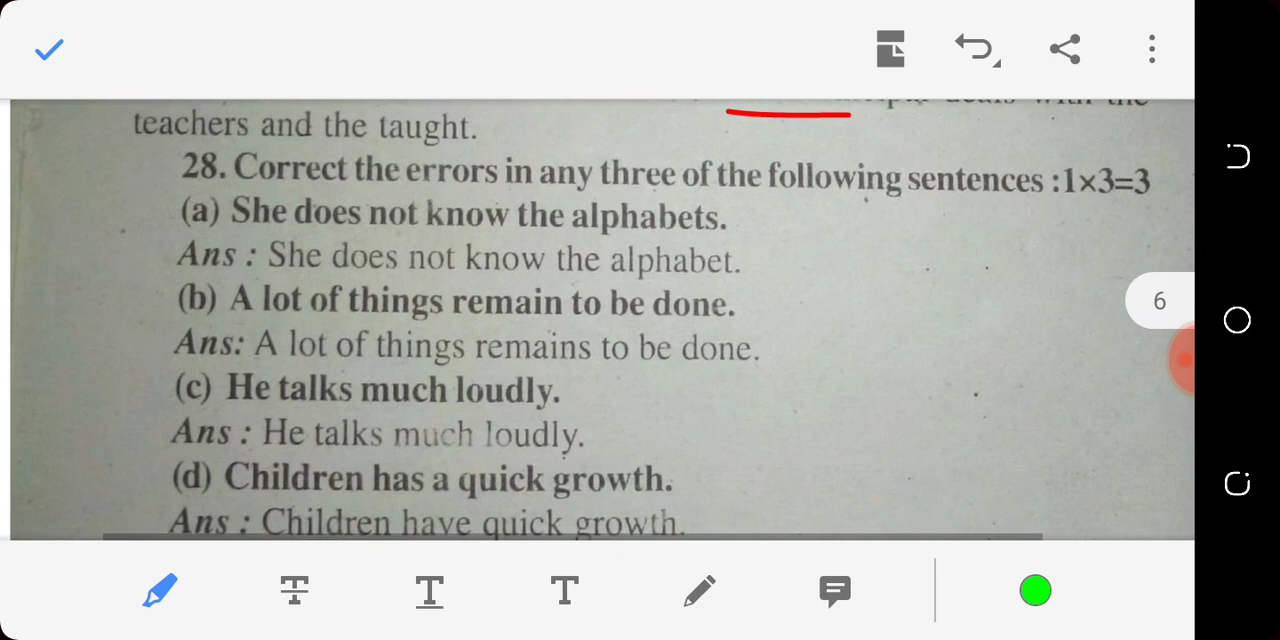 teachers and the taught.
28. Correct the errors in any three of the following sentences :1×3=3
(a) She does not know the alphabets.
Ans : She does not know the alphabet.
(b) A lot of things remain to be done.
Ans: A lot of things remains to be done.
6
(c) He talks much loudly.
Ans : He talks much loudly.
(d) Children has a quick growth.
Ans : Children have quick growth.